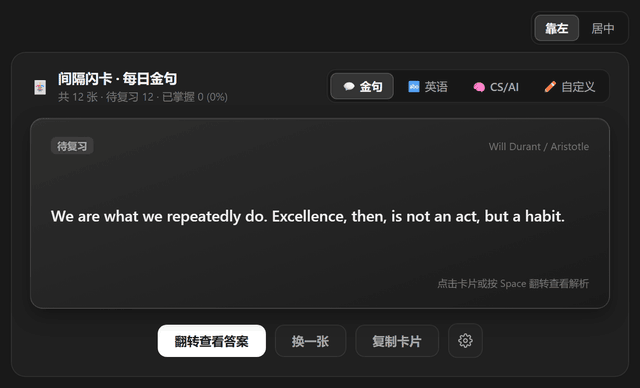 靠左 居中
间隔闪卡 · 每日金句
共 12 张 · 待复习 12 · 已掌握 0 (0%)
金句 英语 CS/AI 自定义
待复习
Will Durant / Aristotle
We are what we repeatedly do. Excellence, then, is not an act, but a habit.
点击卡片或按 Space 翻转查看解析
翻转查看答案 换一张 复制卡片